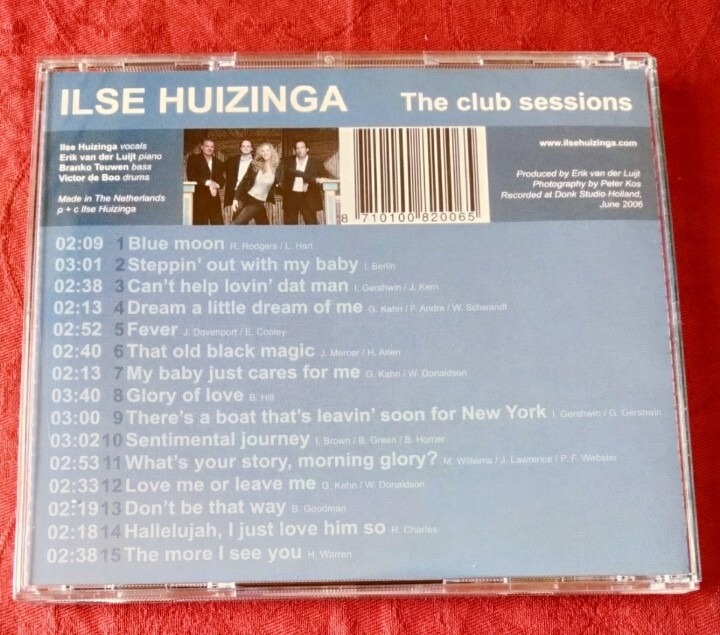 ILSE HUIZINGA The club sessions
Ilse Huizinga vocals
Erik van der Luijt piano
Branko Teuwen bass
Victor de Boo drums
Made in The Netherlands
p + c Ilse Huizinga
8 710100 820065
www.ilsehuizinga.com
Produced by Erik van der Luijt
Photography by Peter Kos
Recorded at Donk Studio Holland,
June 2006
02:09 1 Blue moon R. Rodgers / L. Hart
03:01 2 Steppin' out with my baby I. Berlin
02:38 3 Can't help lovin' dat man I. Gershwin / J. Kern
02:13 4 Dream a little dream of me G. Kahn / F. Andre / W. Schwandt
02:52 5 Fever J. Davenport / E. Cooley
02:40 6 That old black magic J. Mercer / H. Arlen
02:13 7 My baby just cares for me G. Kahn / W. Donaldson
03:40 8 Glory of love B. Hill
03:00 9 There's a boat that's leavin' soon for New York I. Gershwin / G. Gershwin
03:02 10 Sentimental journey l. Brown / B. Green / B. Homer
02:53 11 What's your story, morning glory? M. Williams / J. Lawrence / P. F. Webster
02:33 12 Love me or leave me G. Kahn / W. Donaldson
02:19 13 Don't be that way B. Goodman
02:18 14 Hallelujah, I just love him so R. Charles
02:38 15 The more I see you H. Warren